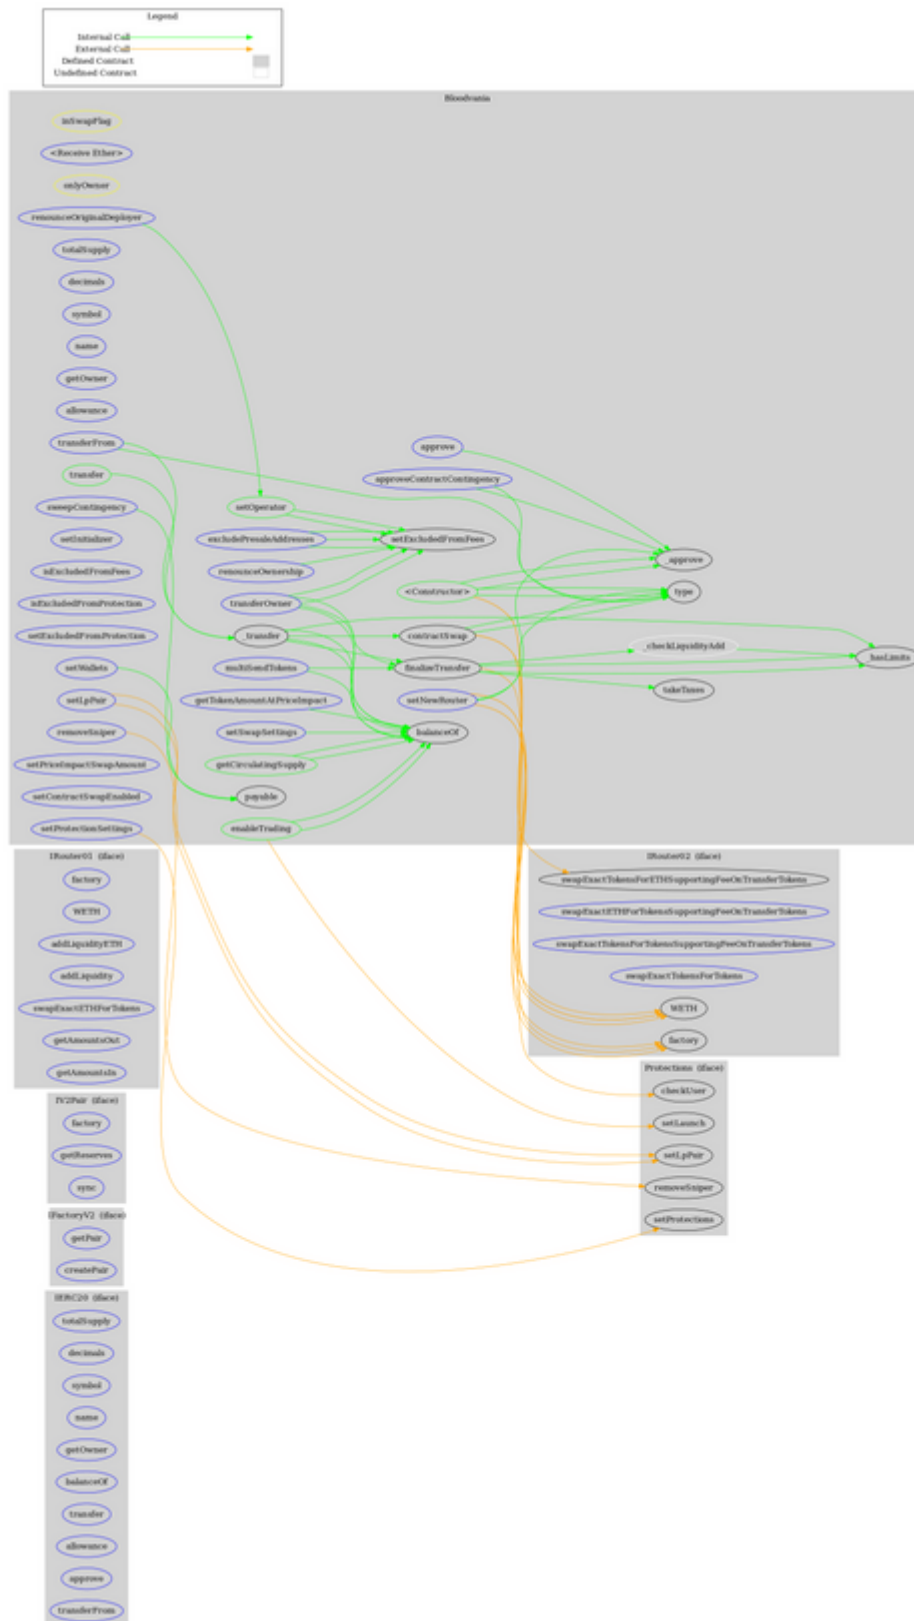 Legend
Internal Call
External Call
Defined Contract
Undefined Contract
Bloodvania
isSwapFlag
<Receive Ether>
onlyOwner
renounceOriginalDeployer
totalSupply
decimals
symbol
name
getOwner
allowance
transferFrom
approve
transfer
approveContractContingency
sweepContingency
setOperator
setInitializer
excludePresaleAddresses
setExcludedFromFees
_approve
isExcludedFromFees
renounceOwnership
isExcludedFromProtection
transferOwner
<Constructor>
type
setExcludedFromProtection
_transfer
contractSwap
_checkLiquidityAdd
_hasLimits
setWallets
multiSendTokens
finalizeTransfer
setLpPair
getTokenAmountAtPriceImpact
setNewRouter
takeTaxes
removeSniper
setSwapSettings
balanceOf
setPriceImpactSwapAmount
getCirculatingSupply
setContractSwapEnabled
payable
setProtectionSettings
enableTrading
IRouter01 (iface)
factory
WETH
addLiquidityETH
addLiquidity
swapExactETHForTokens
getAmountsOut
getAmountsIn
IRouter02 (iface)
swapExactTokensForETHSupportingFeeOnTransferTokens
swapExactETHForTokensSupportingFeeOnTransferTokens
swapExactTokensForTokensSupportingFeeOnTransferTokens
swapExactTokensForTokens
WETH
factory
Protections (iface)
checkUser
setLaunch
setLpPair
removeSniper
setProtections
IV2Pair (iface)
factory
getReserves
sync
IFactoryV2 (iface)
getPair
createPair
IERC20 (iface)
totalSupply
decimals
symbol
name
getOwner
balanceOf
transfer
allowance
approve
transferFrom